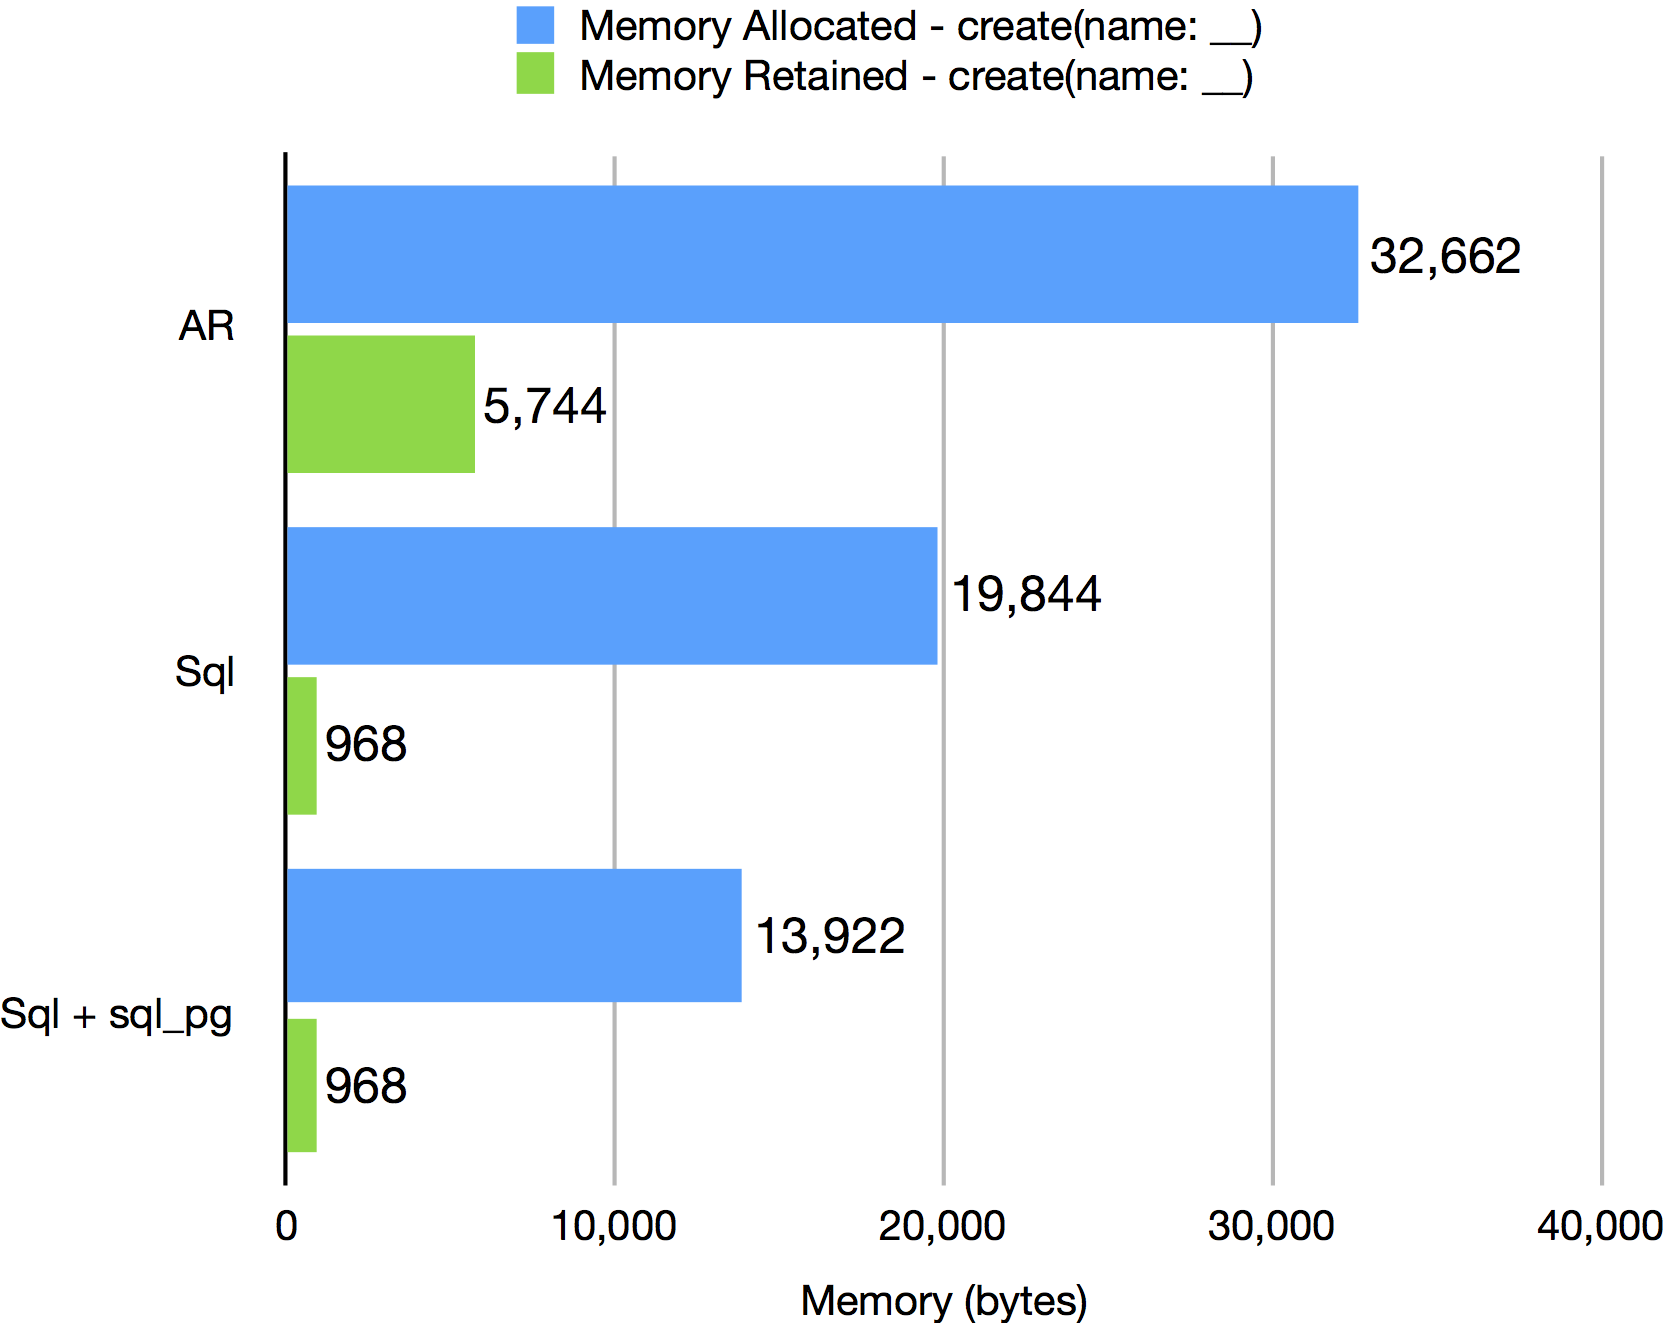 Memory Allocated - create(name: __)
Memory Retained - create(name: __)
32,662
AR
5,744
19,844
Sql
968
13,922
Sql + sql_pg
968
0 10,000 20,000 30,000 40,000
Memory (bytes)